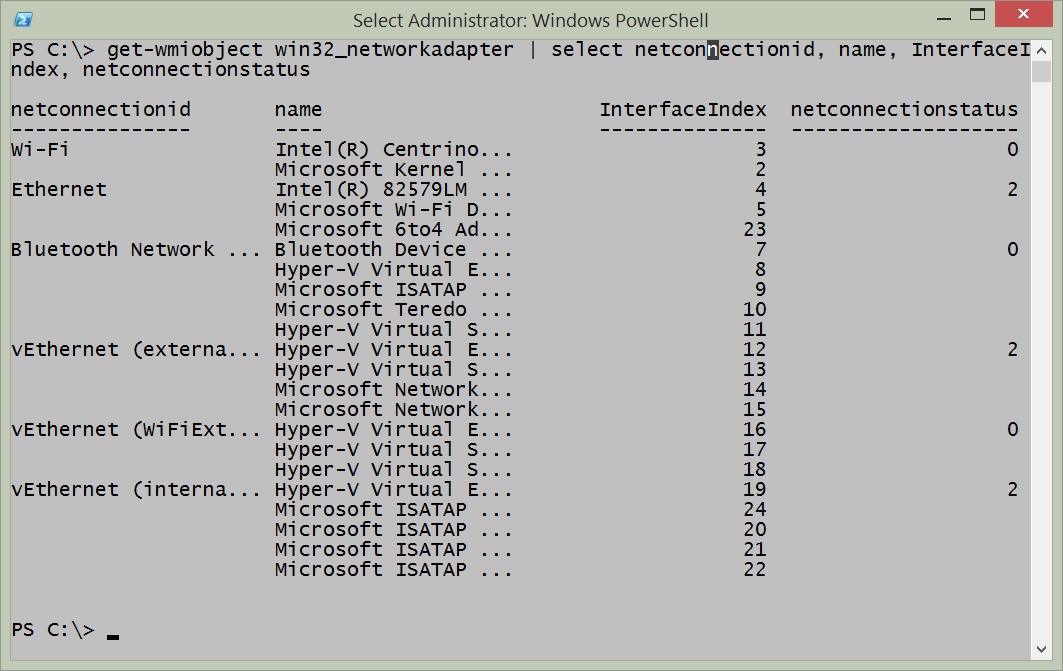 Select Administrator: Windows PowerShell
PS C:\> get-wmiobject win32_networkadapter | select netconnectionid, name, InterfaceI
ndex, netconnectionstatus
netconnectionid name InterfaceIndex netconnectionstatus
--------------- ---- -------------- -------------------
Wi-Fi Intel(R) Centrino... 3 0
Microsoft Kernel ... 2
Ethernet Intel(R) 82579LM ... 4 2
Microsoft Wi-Fi D... 5
Microsoft 6to4 Ad... 23
Bluetooth Network ... Bluetooth Device ... 7 0
Hyper-V Virtual E... 8
Microsoft ISATAP ... 9
Microsoft Teredo ... 10
Hyper-V Virtual S... 11
vEthernet (externa... Hyper-V Virtual E... 12 2
Hyper-V Virtual S... 13
Microsoft Network... 14
Microsoft Network... 15
vEthernet (WiFiExt... Hyper-V Virtual E... 16 0
Hyper-V Virtual S... 17
Hyper-V Virtual S... 18
vEthernet (interna... Hyper-V Virtual E... 19 2
Microsoft ISATAP ... 24
Microsoft ISATAP ... 20
Microsoft ISATAP ... 21
Microsoft ISATAP ... 22
PS C:\> _